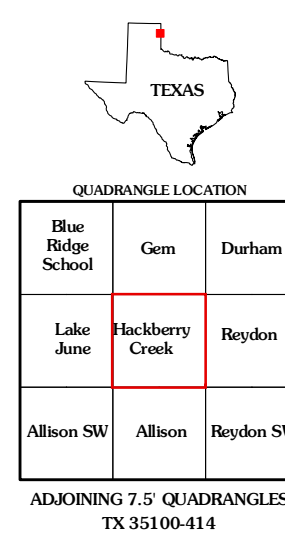 TEXAS
QUADRANGLE LOCATION
Blue
Ridge
School
Gem
Durham
Lake
June
Hackberry
Creek
Reydon
Allison SW
Allison
Reydon SW
ADJOINING 7.5' QUADRANGLES
TX 35100-414